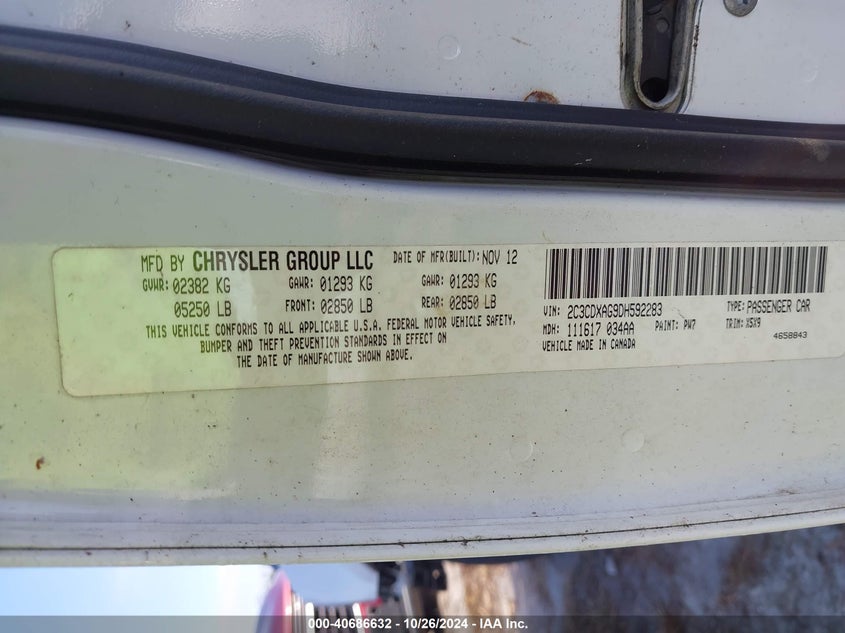 MFD BY CHRYSLER GROUP LLC DATE OF MFR(BUILT): NOV 12
GVWR: 02382 KG GAWR: 01293 KG GAWR: 01293 KG
05250 LB FRONT: 02850 LB REAR: 02850 LB
THIS VEHICLE CONFORMS TO ALL APPLICABLE U.S.A. FEDERAL MOTOR VEHICLE SAFETY,
BUMPER AND THEFT PREVENTION STANDARDS IN EFFECT ON
THE DATE OF MANUFACTURE SHOWN ABOVE.
VIN: 2C3CDXAG9DH592283 TYPE: PASSENGER CAR
MDH: 111617 034AA PAINT: PW7 TRIM: X5X9
VEHICLE MADE IN CANADA 4658843
000-40686632 - 10/26/2024 - IAA Inc.